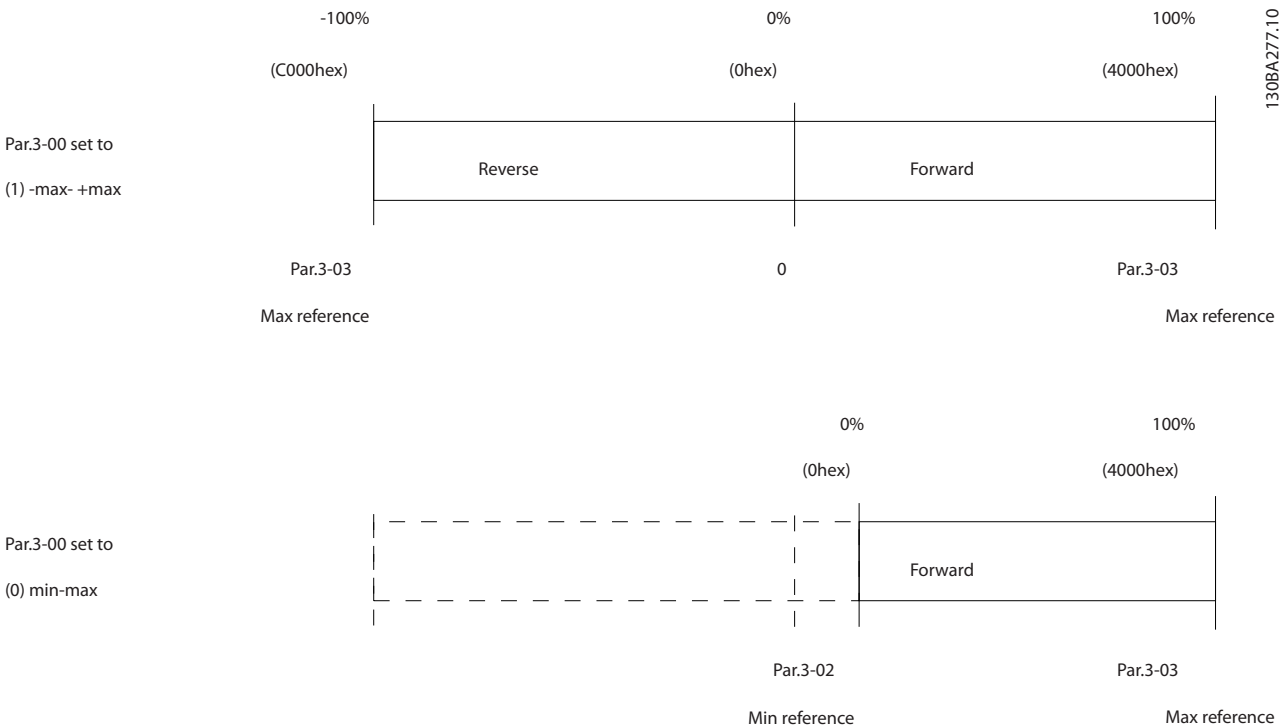 -100% 0% 100%
(C000hex) (0hex) (4000hex)
130BA277.10
Par.3-00 set to
(1) -max- +max
Reverse Forward
Par.3-03 0 Par.3-03
Max reference Max reference
0% 100%
(0hex) (4000hex)
Par.3-00 set to
(0) min-max
Forward
Par.3-02 Par.3-03
Min reference Max reference